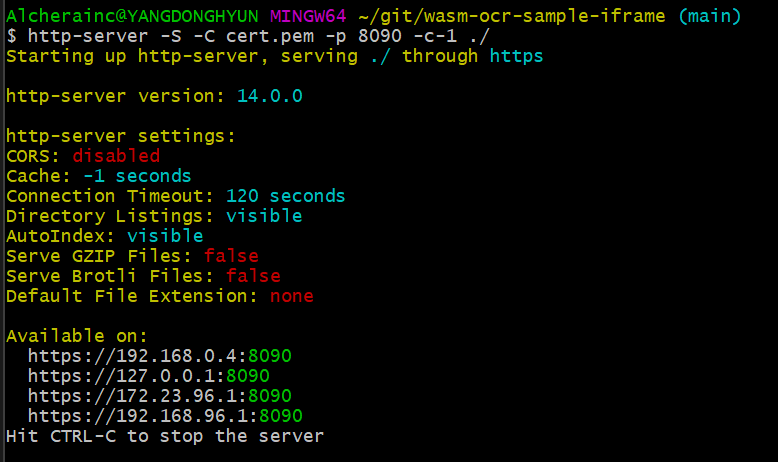 Alcherainc@YANGDONGHYUN MINGW64 ~/git/wasm-ocr-sample-iframe (main)
$ http-server -S -C cert.pem -p 8090 -c-1 ./
Starting up http-server, serving ./ through https
http-server version: 14.0.0
http-server settings:
CORS: disabled
Cache: -1 seconds
Connection Timeout: 120 seconds
Directory Listings: visible
AutoIndex: visible
Serve GZIP Files: false
Serve Brotli Files: false
Default File Extension: none
Available on:
https://192.168.0.4:8090
https://127.0.0.1:8090
https://172.23.96.1:8090
https://192.168.96.1:8090
Hit CTRL-C to stop the server